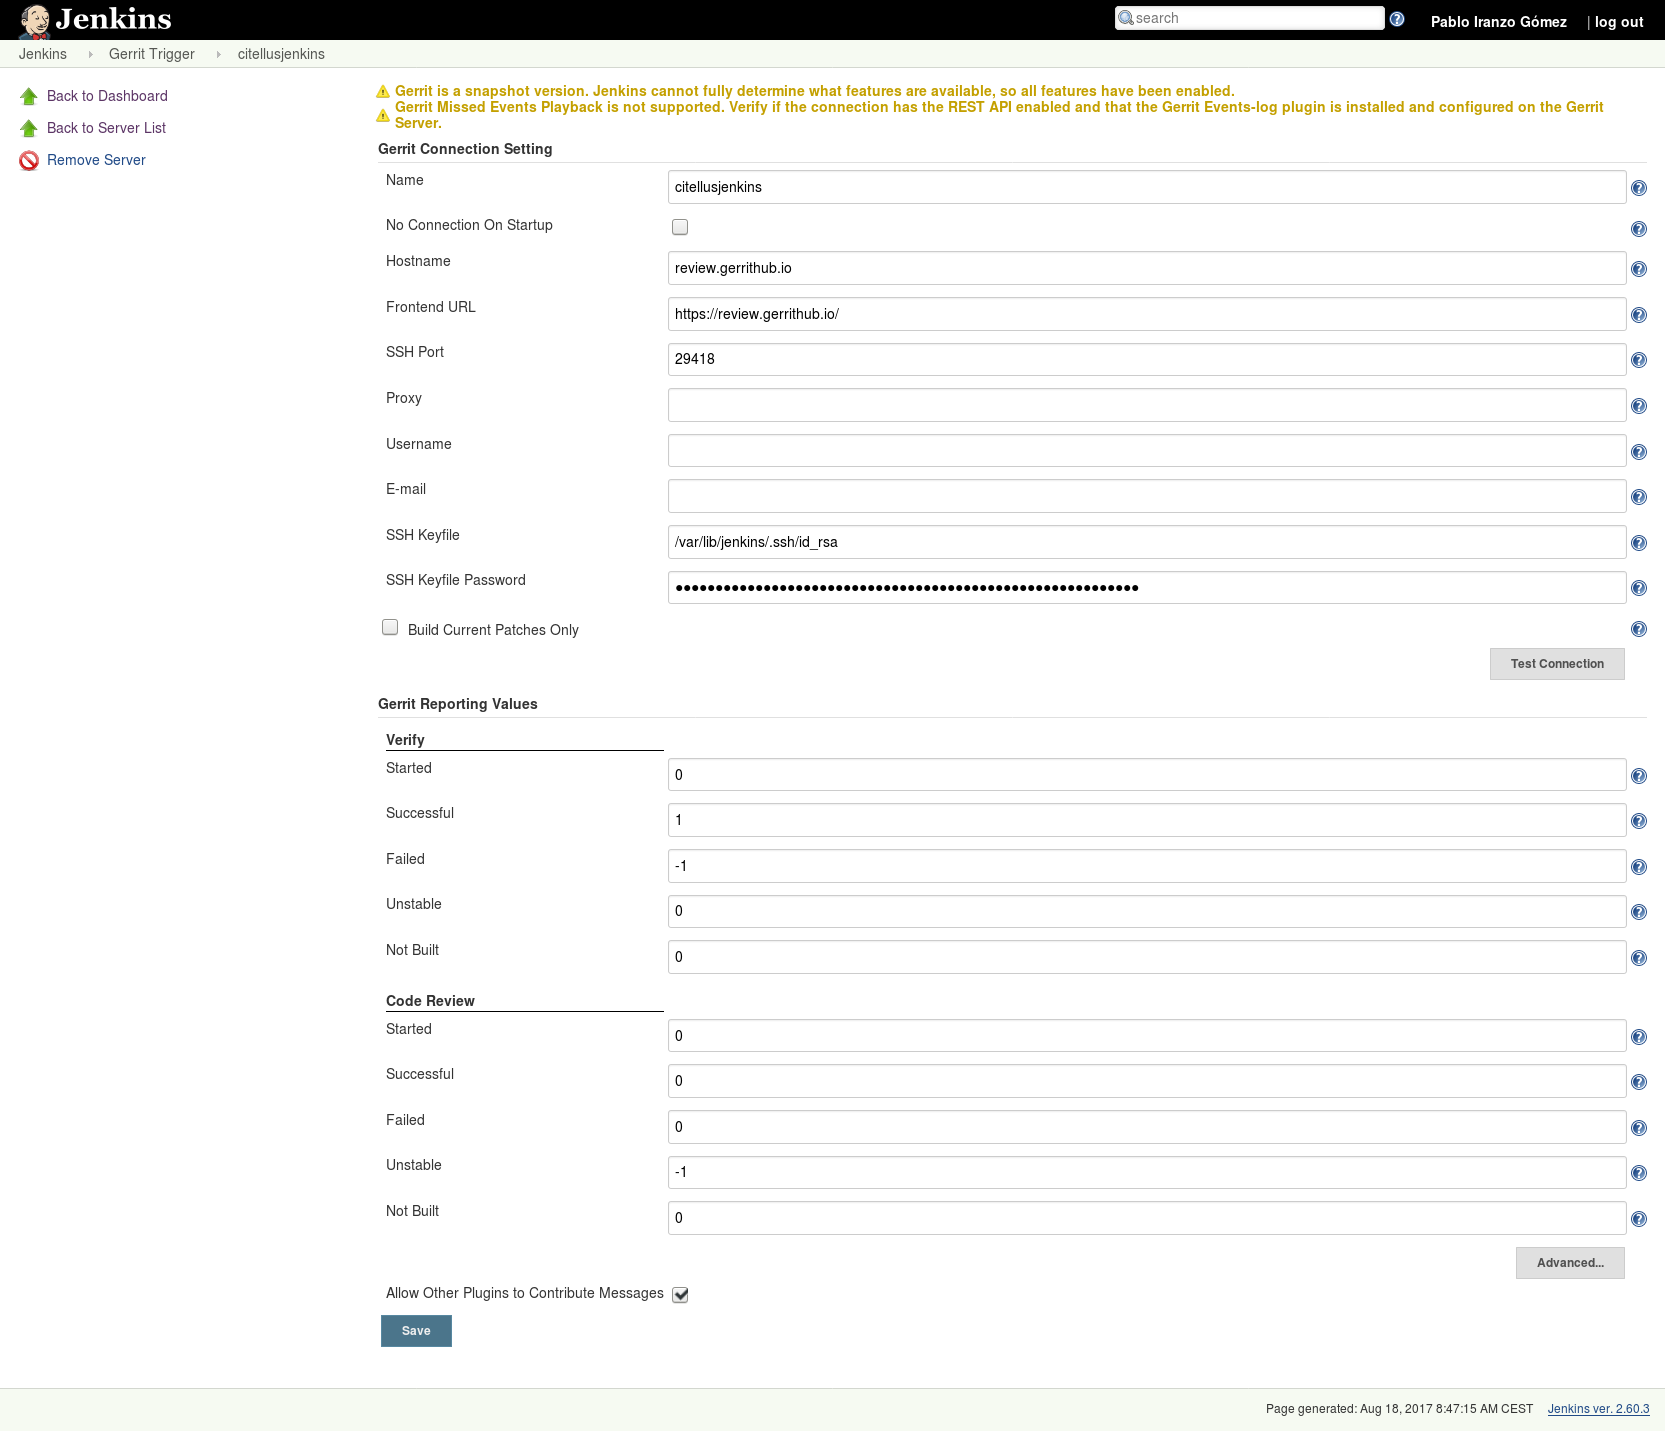 Jenkins
search
Pablo Iranzo Gómez | log out
Jenkins Gerrit Trigger citellusjenkins
Back to Dashboard
Back to Server List
Remove Server
Gerrit is a snapshot version. Jenkins cannot fully determine what features are available, so all features have been enabled.
Gerrit Missed Events Playback is not supported. Verify if the connection has the REST API enabled and that the Gerrit Events-log plugin is installed and configured on the Gerrit
Server.
Gerrit Connection Setting
Name citellusjenkins
No Connection On Startup
Hostname review.gerrithub.io
Frontend URL https://review.gerrithub.io/
SSH Port 29418
Proxy
Username
E-mail
SSH Keyfile /var/lib/jenkins/.ssh/id_rsa
SSH Keyfile Password ••••••••••••••••••••••••••••••••••••••••••••••••••••••••••
Build Current Patches Only
Test Connection
Gerrit Reporting Values
Verify
Started 0
Successful 1
Failed -1
Unstable 0
Not Built 0
Code Review
Started 0
Successful 0
Failed 0
Unstable -1
Not Built 0
Advanced...
Allow Other Plugins to Contribute Messages
Save
Page generated: Aug 18, 2017 8:47:15 AM CEST Jenkins ver. 2.60.3